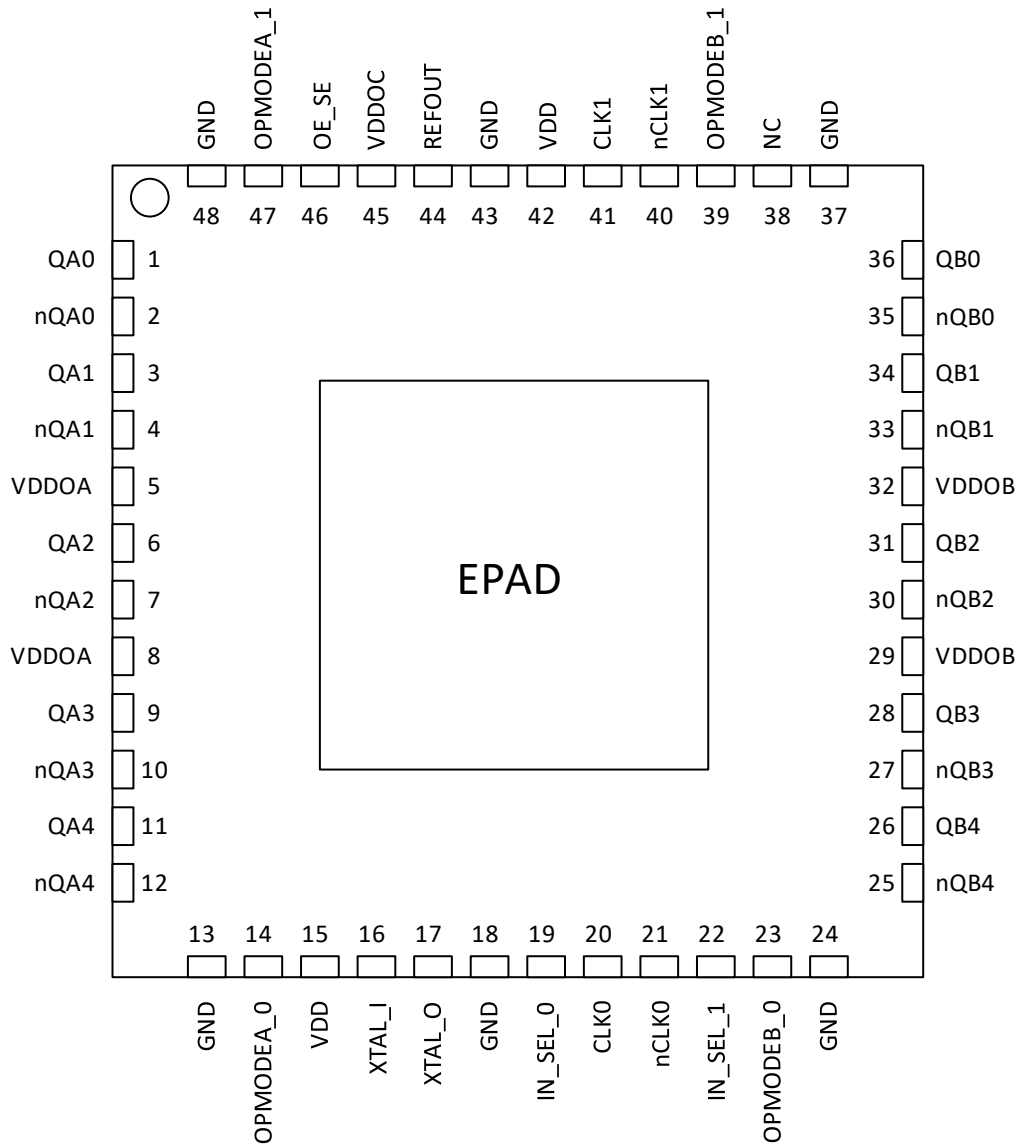 GND OPMODEA_1 OE_SE VDDOC REFOUT GND VDD CLK1 nCLK1 OPMODEB_1 NC GND
48 47 46 45 44 43 42 41 40 39 38 37
QA0 1 36 QB0
nQA0 2 35 nQB0
QA1 3 34 QB1
nQA1 4 33 nQB1
VDDOA 5 32 VDDOB
QA2 6 31 QB2
EPAD
nQA2 7 30 nQB2
VDDOA 8 29 VDDOB
QA3 9 28 QB3
nQA3 10 27 nQB3
QA4 11 26 QB4
nQA4 12 25 nQB4
13 14 15 16 17 18 19 20 21 22 23 24
GND OPMODEA_0 VDD XTAL_I XTAL_O GND IN_SEL_0 CLK0 nCLK0 IN_SEL_1 OPMODEB_0 GND